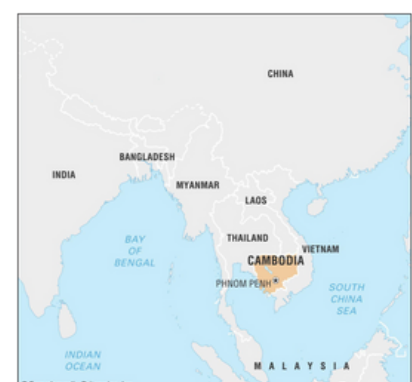 CHINA
BANGLADESH
INDIA
MYANMAR
LAOS
BAY
OF
BENGAL
THAILAND
VIETNAM
CAMBODIA
PHNOM PENH
SOUTH
CHINA
SEA
INDIAN
OCEAN
MALAYSIA